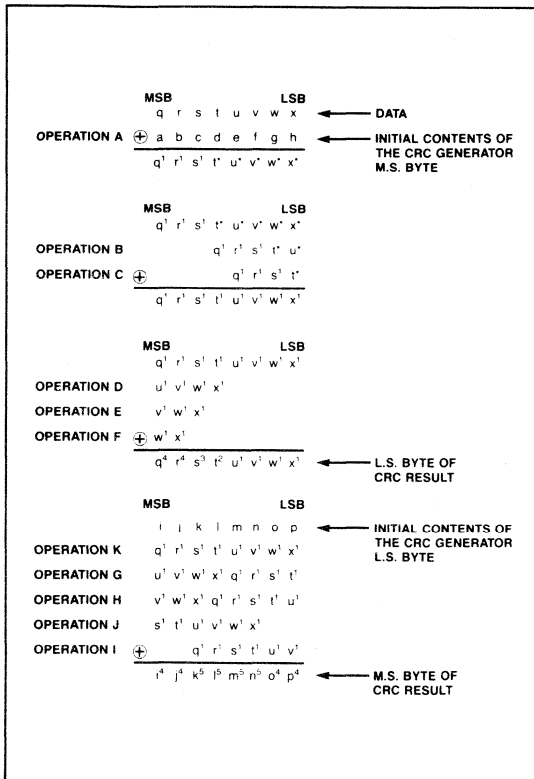 MSB LSB
q r s t u v w x ← DATA
OPERATION A ⊕ a b c d e f g h ← INITIAL CONTENTS OF
THE CRC GENERATOR
M.S. BYTE
q¹ r¹ s¹ t* u* v* w* x*
MSB LSB
q¹ r¹ s¹ t* u* v* w* x*
OPERATION B q¹ r¹ s¹ t* u*
OPERATION C ⊕ q¹ r¹ s¹ t*
q¹ r¹ s¹ t¹ u¹ v¹ w¹ x¹
MSB LSB
q¹ r¹ s¹ t¹ u¹ v¹ w¹ x¹
OPERATION D u¹ v¹ w¹ x¹
OPERATION E v¹ w¹ x¹
OPERATION F ⊕ w¹ x¹
q⁴ r⁴ s³ t² u¹ v¹ w¹ x¹ ← L.S. BYTE OF
CRC RESULT
MSB LSB
i j k l m n o p ← INITIAL CONTENTS OF
THE CRC GENERATOR
L.S. BYTE
OPERATION K q¹ r¹ s¹ t¹ u¹ v¹ w¹ x¹
OPERATION G u¹ v¹ w¹ x¹ q¹ r¹ s¹ t¹
OPERATION H v¹ w¹ x¹ q¹ r¹ s¹ t¹ u¹
OPERATION J s¹ t¹ u¹ v¹ w¹ x¹
OPERATION I ⊕ q¹ r¹ s¹ t¹ u¹ v¹
i⁴ j⁴ k⁵ l⁵ m⁵ n⁵ o⁴ p⁴ ← M.S. BYTE OF
CRC RESULT